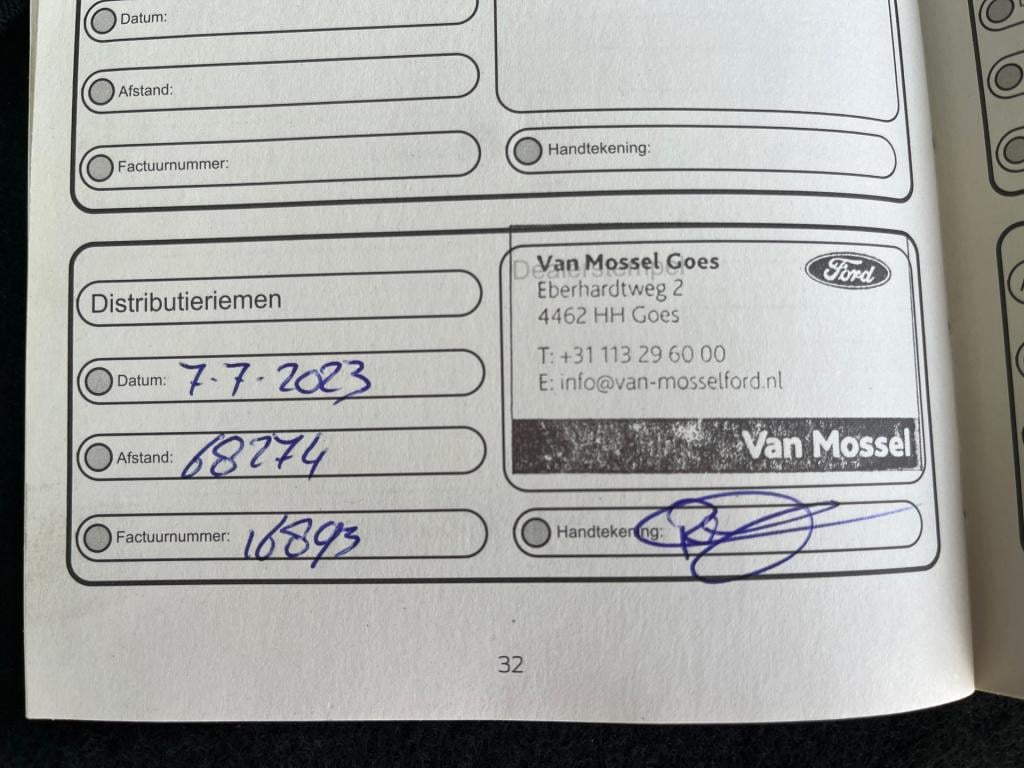 Datum:
Afstand:
Factuurnummer:
Handtekening:
Distributieriemen
Datum: 7-7-2023
Afstand: 68274
Factuurnummer: 16893
Dealerstempel
Van Mossel Goes
Ford
Eberhardtweg 2
4462 HH Goes
T: +31 113 29 60 00
E: info@van-mosselford.nl
Van Mossel
Handtekening:
32